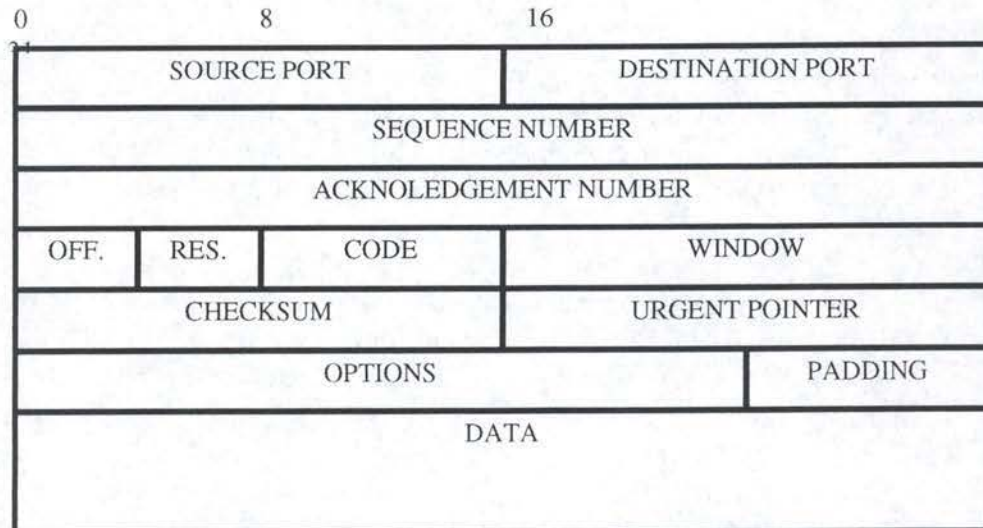 0 8 16
31
SOURCE PORT DESTINATION PORT
SEQUENCE NUMBER
ACKNOLEDGEMENT NUMBER
OFF. RES. CODE WINDOW
CHECKSUM URGENT POINTER
OPTIONS PADDING
DATA